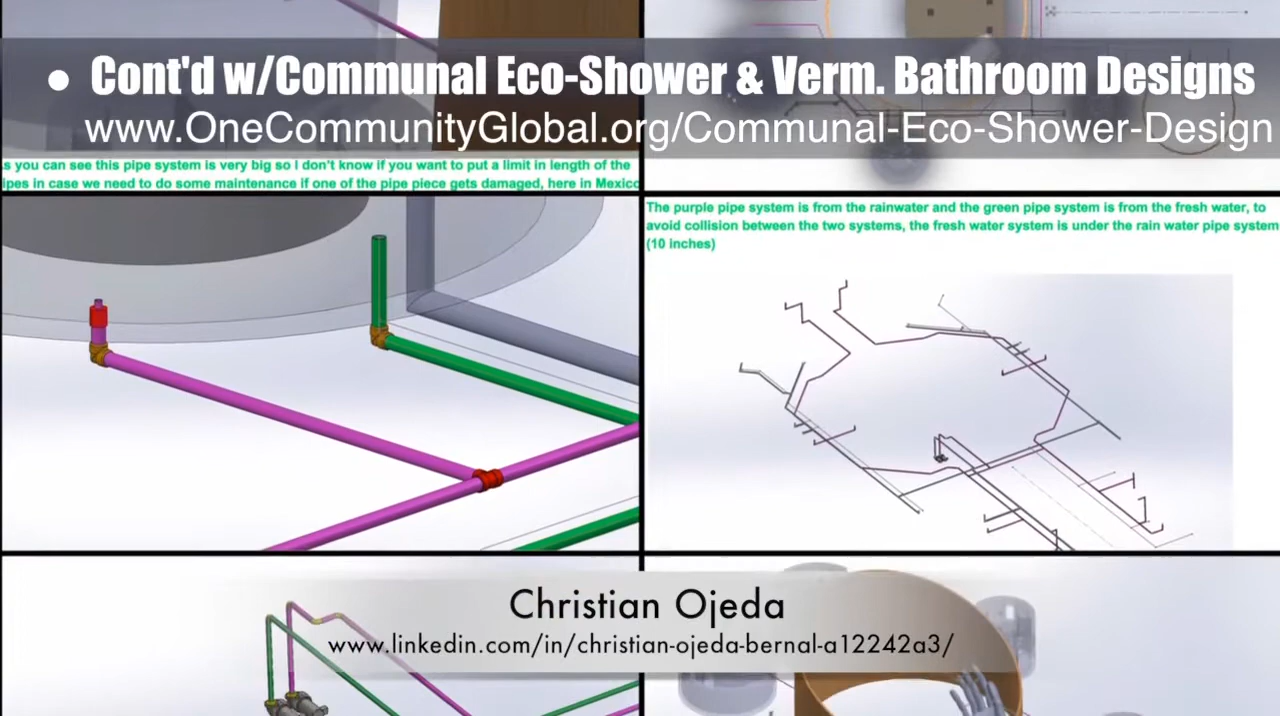 ● Cont'd w/Communal Eco-Shower & Verm. Bathroom Designs
www.OneCommunityGlobal.org/Communal-Eco-Shower-Design
s you can see this pipe system is very big so I don't know if you want to put a limit in length of the
ipes in case we need to do some maintenance if one of the pipe piece gets damaged, here in Mexico
The purple pipe system is from the rainwater and the green pipe system is from the fresh water, to
avoid collision between the two systems, the fresh water system is under the rain water pipe system
(10 inches)
Christian Ojeda
www.linkedin.com/in/christian-ojeda-bernal-a12242a3/